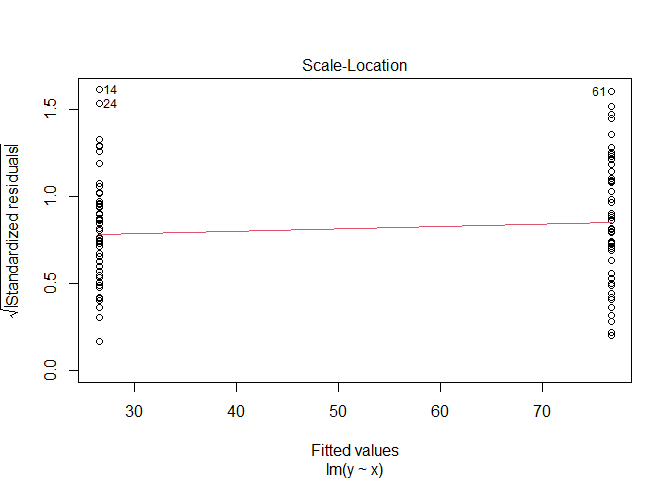 Scale-Location
√|Standardized residuals|
1.5
1.0
0.5
0.0
14
24
61
30 40 50 60 70
Fitted values
lm(y ~ x)